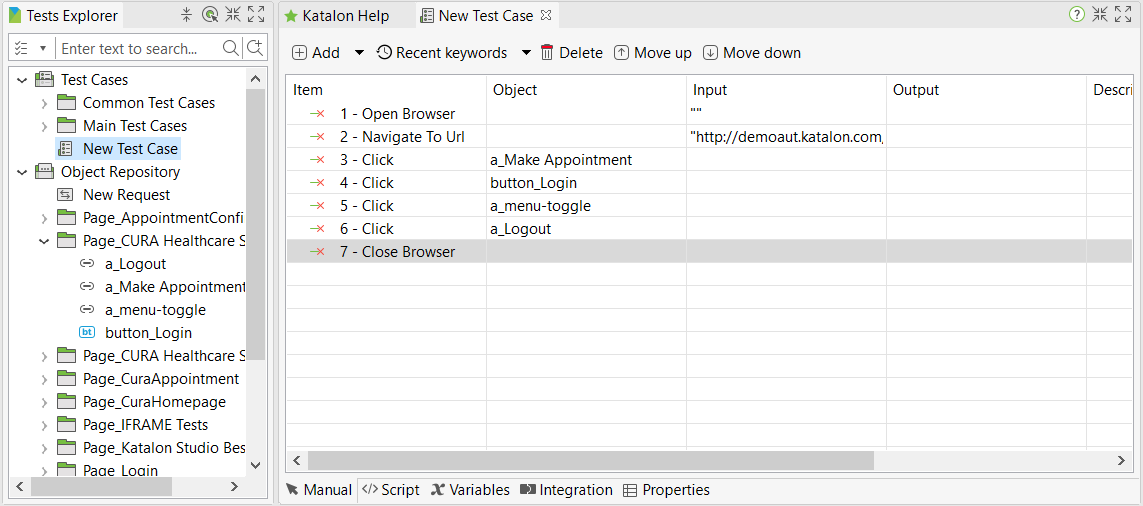 Tests Explorer
Enter text to search...
Test Cases
Common Test Cases
Main Test Cases
New Test Case
Object Repository
New Request
Page_AppointmentConfi
Page_CURA Healthcare S
a_Logout
a_Make Appointment
a_menu-toggle
bt button_Login
Page_CURA Healthcare S
Page_CuraAppointment
Page_CuraHomepage
Page_IFRAME Tests
Page_Katalon Studio Bes
Page_Login
Katalon Help
New Test Case
Add Recent keywords Delete Move up Move down
Item Object Input Output Descri
1 - Open Browser ""
2 - Navigate To Url "http://demoaut.katalon.com,
3 - Click a_Make Appointment
4 - Click button_Login
5 - Click a_menu-toggle
6 - Click a_Logout
7 - Close Browser
Manual </> Script Variables Integration Properties